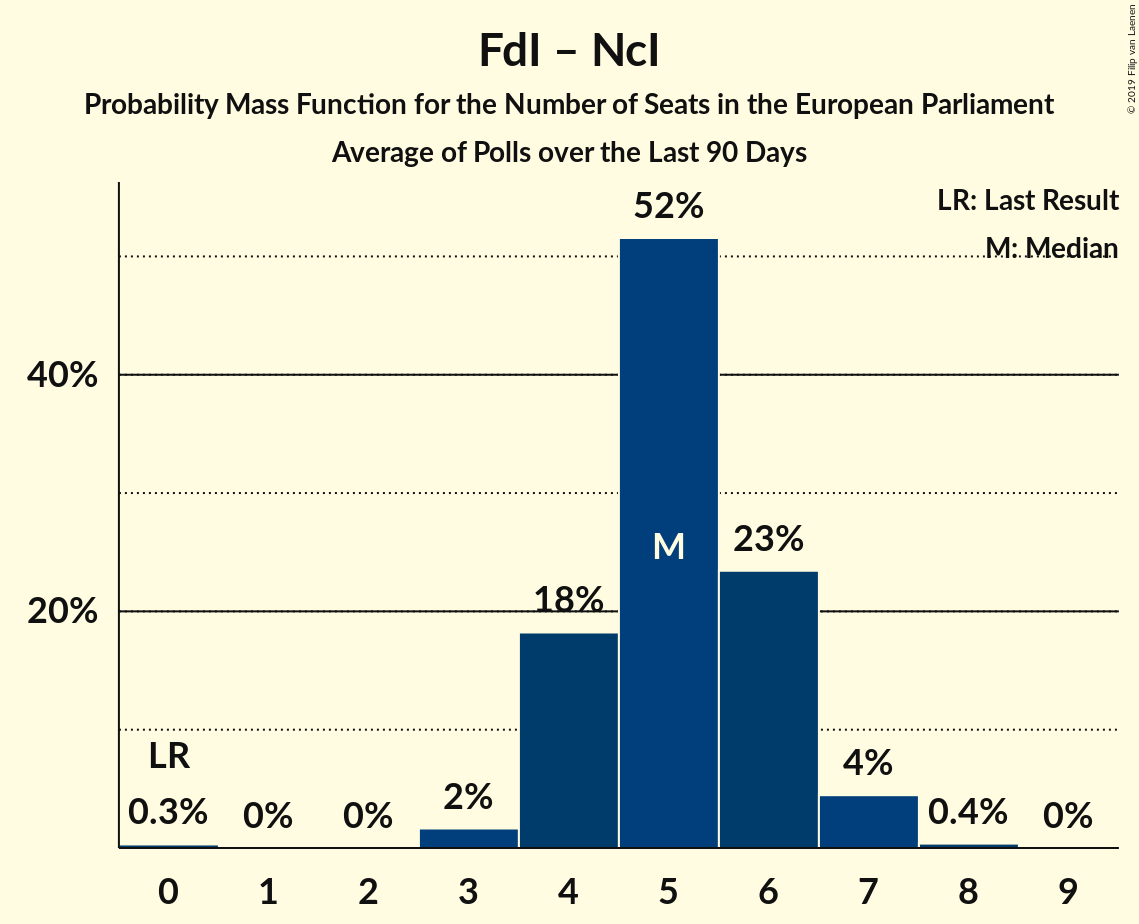 FdI – NcI
Probability Mass Function for the Number of Seats in the European Parliament
Average of Polls over the Last 90 Days
© 2019 Filip van Laenen
LR: Last Result
M: Median
52%
40%
M
23%
18%
20%
LR
0.3%
0%
0%
2%
4%
0.4%
0%
0 1 2 3 4 5 6 7 8 9